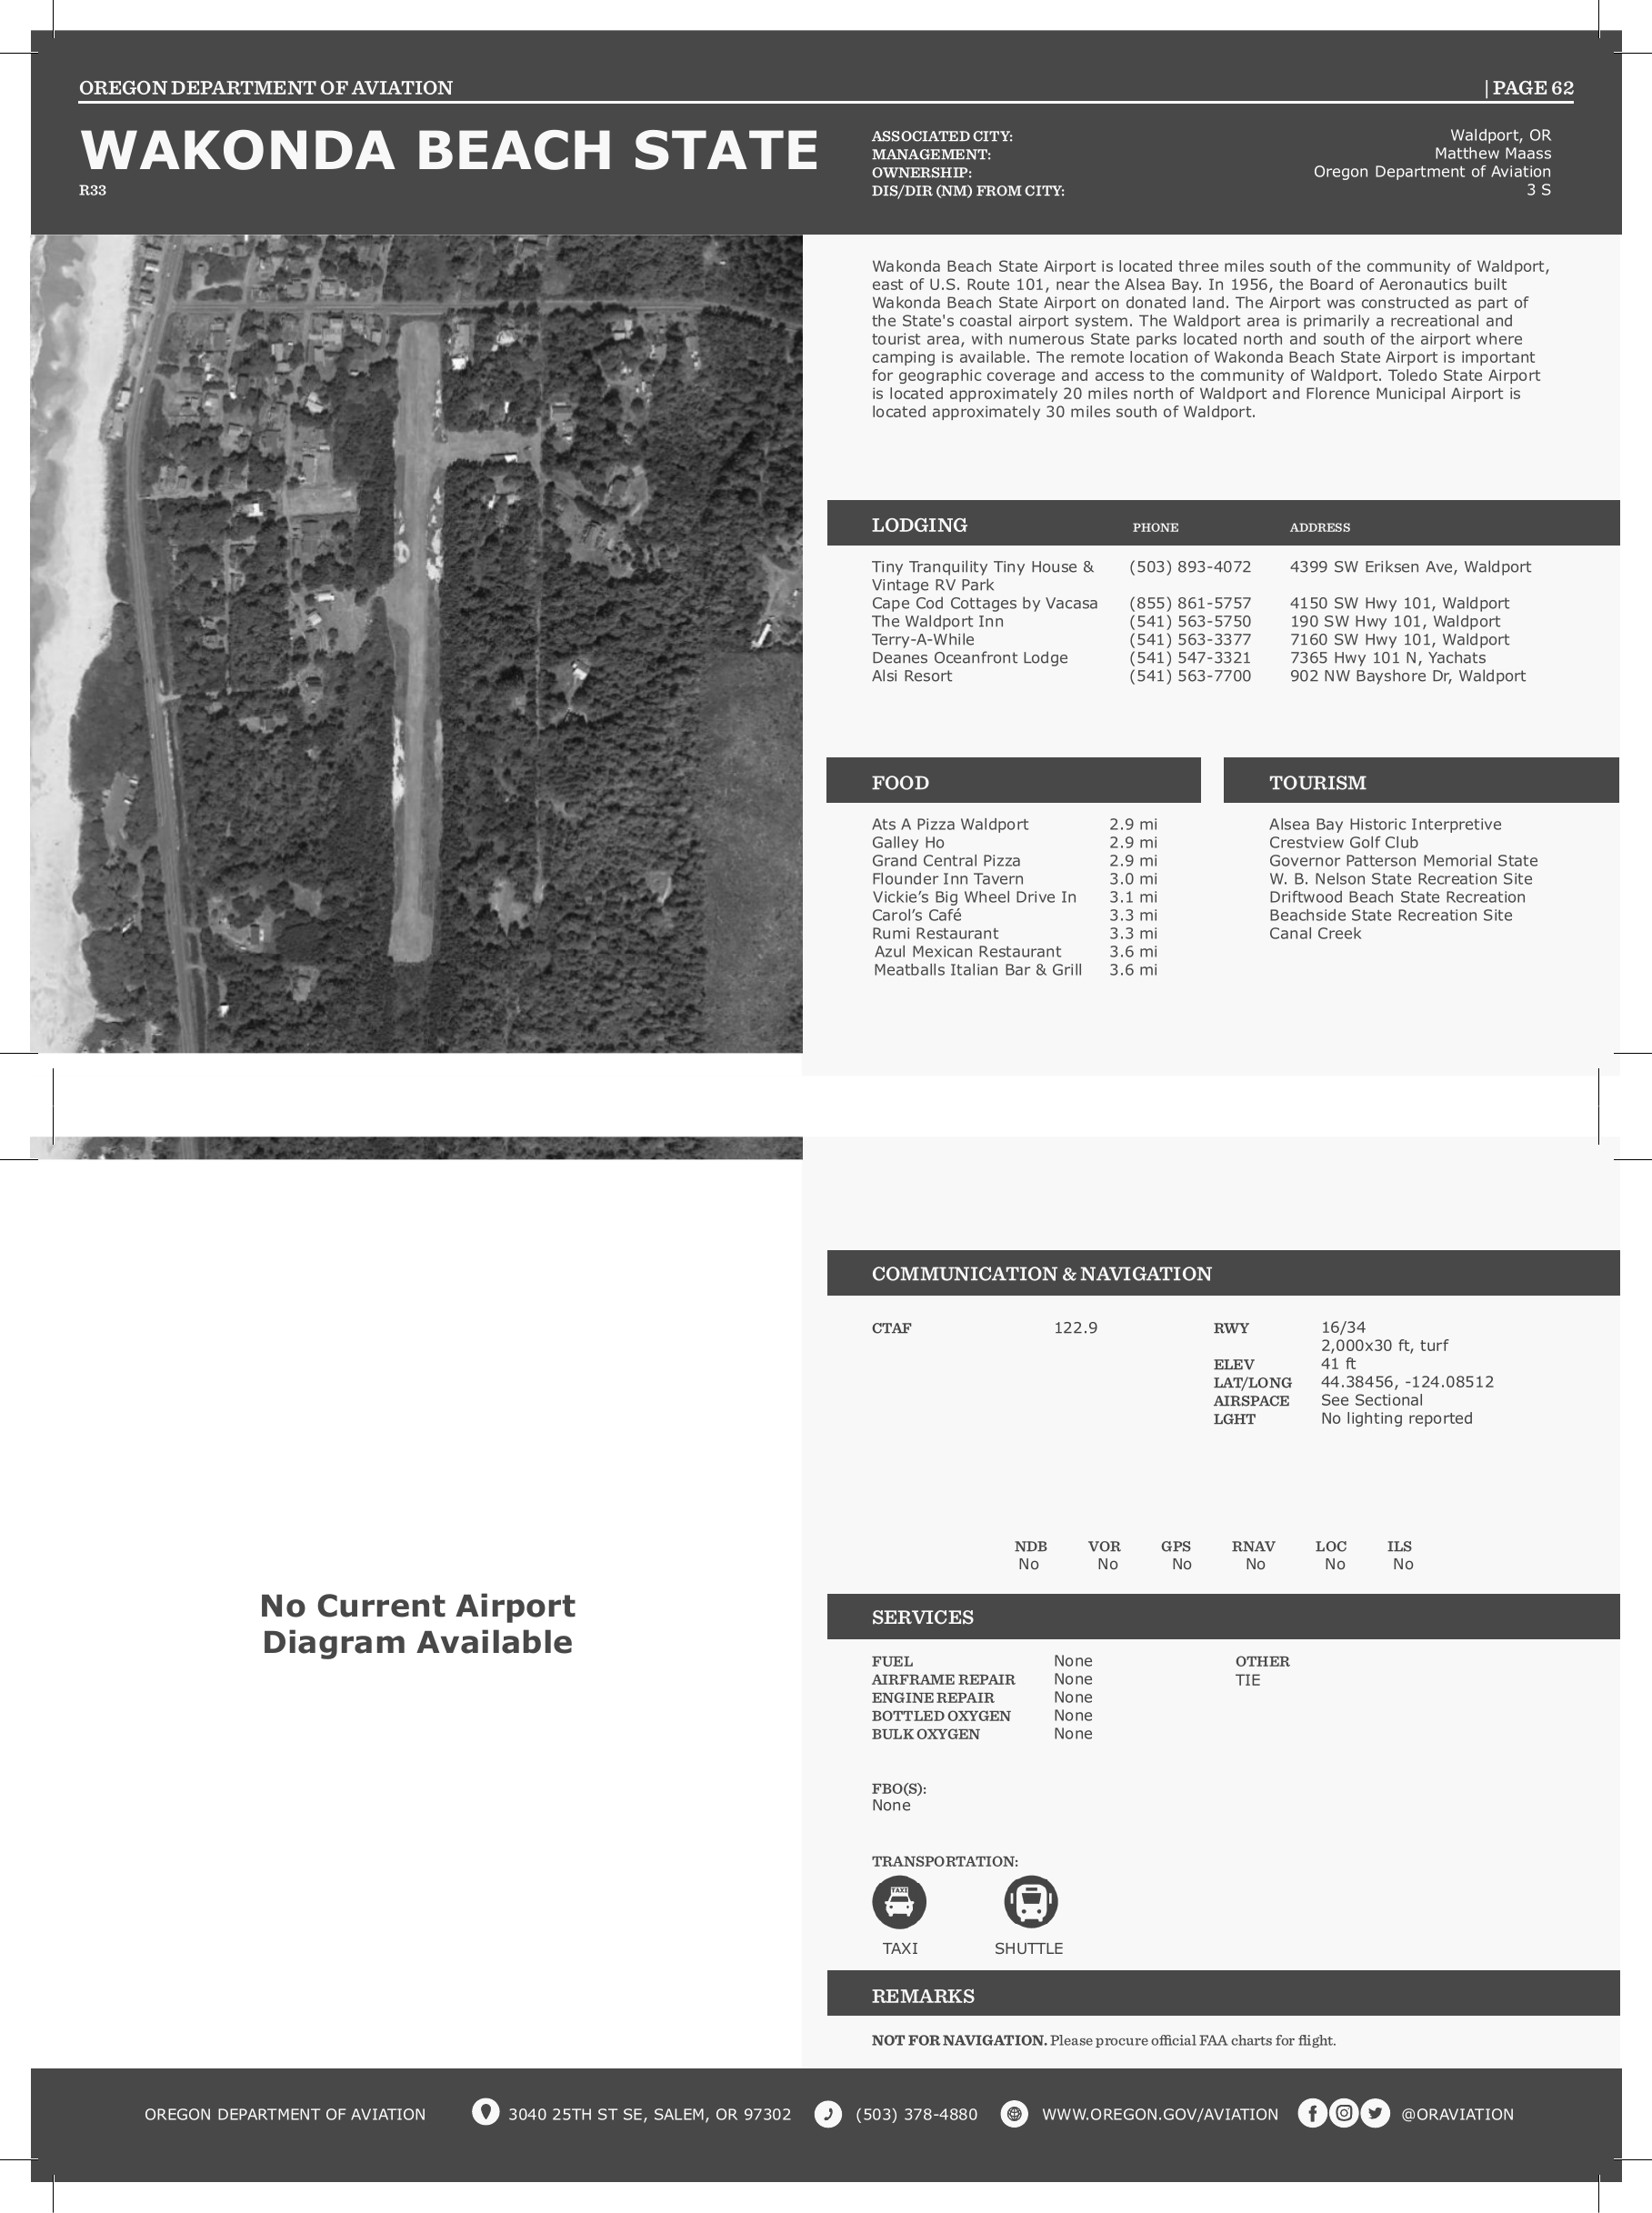 OREGON DEPARTMENT OF AVIATION | PAGE 62
WAKONDA BEACH STATE
R33
ASSOCIATED CITY: Waldport, OR
MANAGEMENT: Matthew Maass
OWNERSHIP: Oregon Department of Aviation
DIS/DIR (NM) FROM CITY: 3 S
Wakonda Beach State Airport is located three miles south of the community of Waldport,
east of U.S. Route 101, near the Alsea Bay. In 1956, the Board of Aeronautics built
Wakonda Beach State Airport on donated land. The Airport was constructed as part of
the State's coastal airport system. The Waldport area is primarily a recreational and
tourist area, with numerous State parks located north and south of the airport where
camping is available. The remote location of Wakonda Beach State Airport is important
for geographic coverage and access to the community of Waldport. Toledo State Airport
is located approximately 20 miles north of Waldport and Florence Municipal Airport is
located approximately 30 miles south of Waldport.
LODGING PHONE ADDRESS
Tiny Tranquility Tiny House & (503) 893-4072 4399 SW Eriksen Ave, Waldport
Vintage RV Park
Cape Cod Cottages by Vacasa (855) 861-5757 4150 SW Hwy 101, Waldport
The Waldport Inn (541) 563-5750 190 SW Hwy 101, Waldport
Terry-A-While (541) 563-3377 7160 SW Hwy 101, Waldport
Deanes Oceanfront Lodge (541) 547-3321 7365 Hwy 101 N, Yachats
Alsi Resort (541) 563-7700 902 NW Bayshore Dr, Waldport
FOOD
Ats A Pizza Waldport 2.9 mi
Galley Ho 2.9 mi
Grand Central Pizza 2.9 mi
Flounder Inn Tavern 3.0 mi
Vickie’s Big Wheel Drive In 3.1 mi
Carol’s Café 3.3 mi
Rumi Restaurant 3.3 mi
Azul Mexican Restaurant 3.6 mi
Meatballs Italian Bar & Grill 3.6 mi
TOURISM
Alsea Bay Historic Interpretive
Crestview Golf Club
Governor Patterson Memorial State
W. B. Nelson State Recreation Site
Driftwood Beach State Recreation
Beachside State Recreation Site
Canal Creek
No Current Airport
Diagram Available
COMMUNICATION & NAVIGATION
CTAF 122.9
RWY 16/34
2,000x30 ft, turf
ELEV 41 ft
LAT/LONG 44.38456, -124.08512
AIRSPACE See Sectional
LGHT No lighting reported
NDB VOR GPS RNAV LOC ILS
No No No No No No
SERVICES
FUEL None
AIRFRAME REPAIR None
ENGINE REPAIR None
BOTTLED OXYGEN None
BULK OXYGEN None
OTHER
TIE
FBO(S):
None
TRANSPORTATION:
TAXI
TAXI SHUTTLE
REMARKS
NOT FOR NAVIGATION. Please procure official FAA charts for flight.
OREGON DEPARTMENT OF AVIATION 3040 25TH ST SE, SALEM, OR 97302 (503) 378-4880 WWW.OREGON.GOV/AVIATION @ORAVIATION